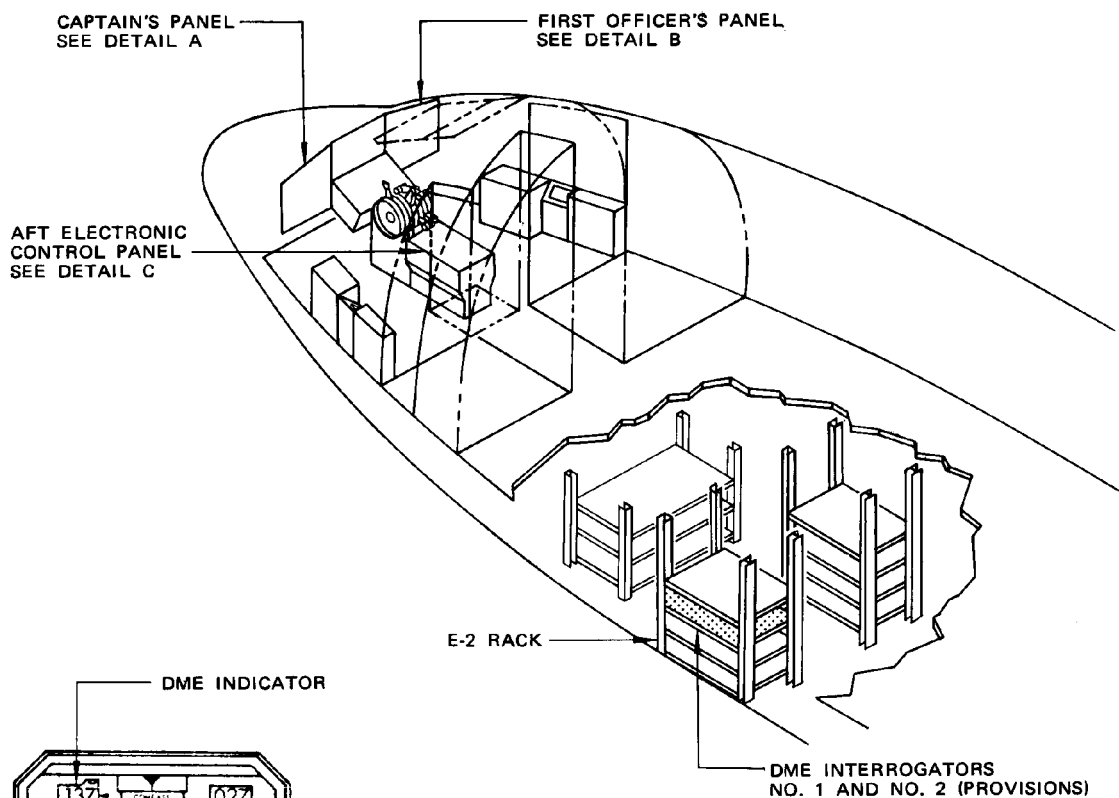 CAPTAIN'S PANEL
SEE DETAIL A
FIRST OFFICER'S PANEL
SEE DETAIL B
AFT ELECTRONIC
CONTROL PANEL
SEE DETAIL C
E-2 RACK
DME INDICATOR
DME INTERROGATORS
NO. 1 AND NO. 2 (PROVISIONS)
137
027